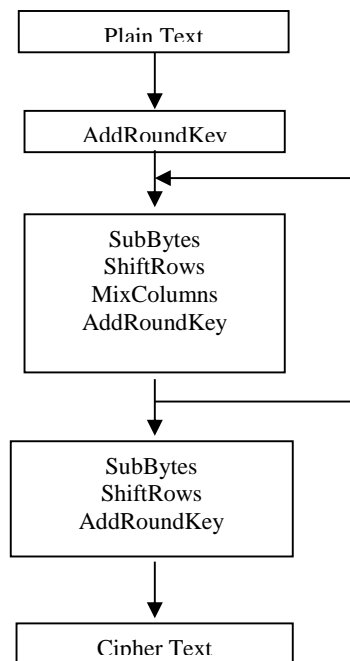 Plain Text
AddRoundKey
SubBytes
ShiftRows
MixColumns
AddRoundKey
SubBytes
ShiftRows
AddRoundKey
Cipher Text